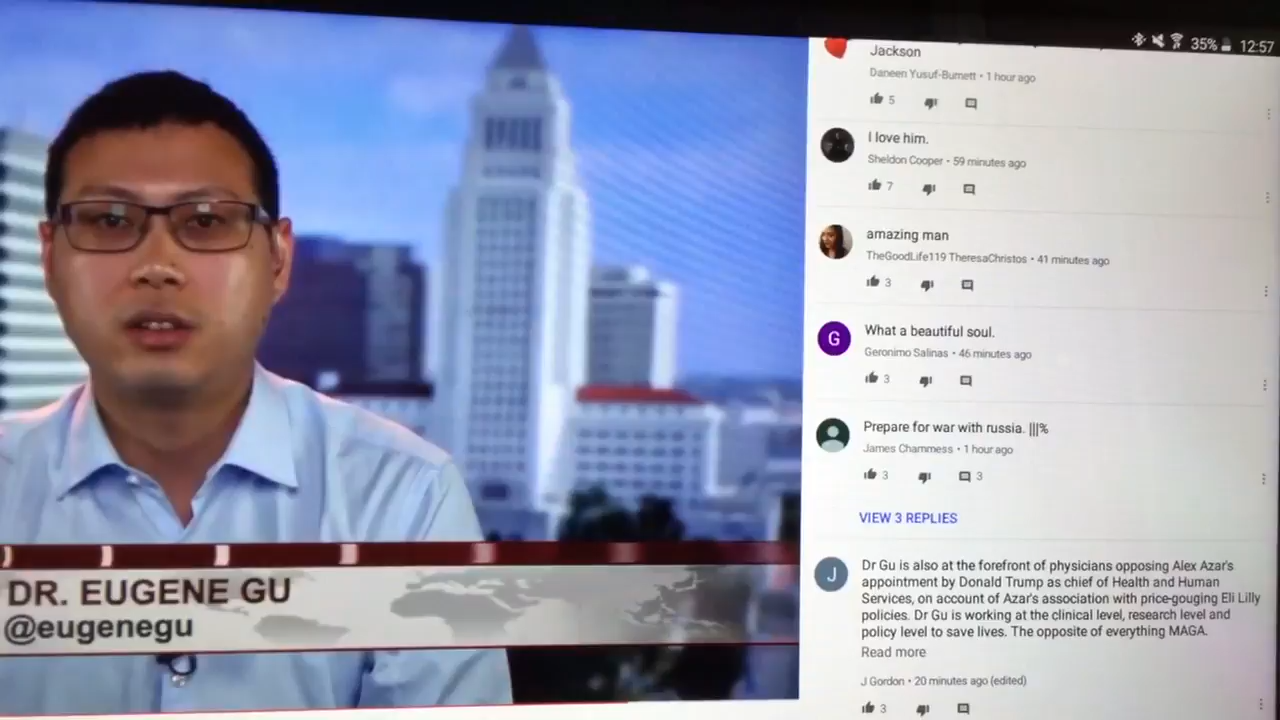 35% 12:57
DR. EUGENE GU
@eugenegu
Jackson
Daneen Yusuf-Burnett • 1 hour ago
5
I love him.
Sheldon Cooper • 59 minutes ago
7
amazing man
TheGoodLife119 TheresaChristos • 41 minutes ago
3
G
What a beautiful soul.
Geronimo Salinas • 46 minutes ago
3
Prepare for war with russia. |||%
James Chammess • 1 hour ago
3 3
VIEW 3 REPLIES
J
Dr Gu is also at the forefront of physicians opposing Alex Azar's
appointment by Donald Trump as chief of Health and Human
Services, on account of Azar's association with price-gouging Eli Lilly
policies. Dr Gu is working at the clinical level, research level and
policy level to save lives. The opposite of everything MAGA.
Read more
J Gordon • 20 minutes ago (edited)
3